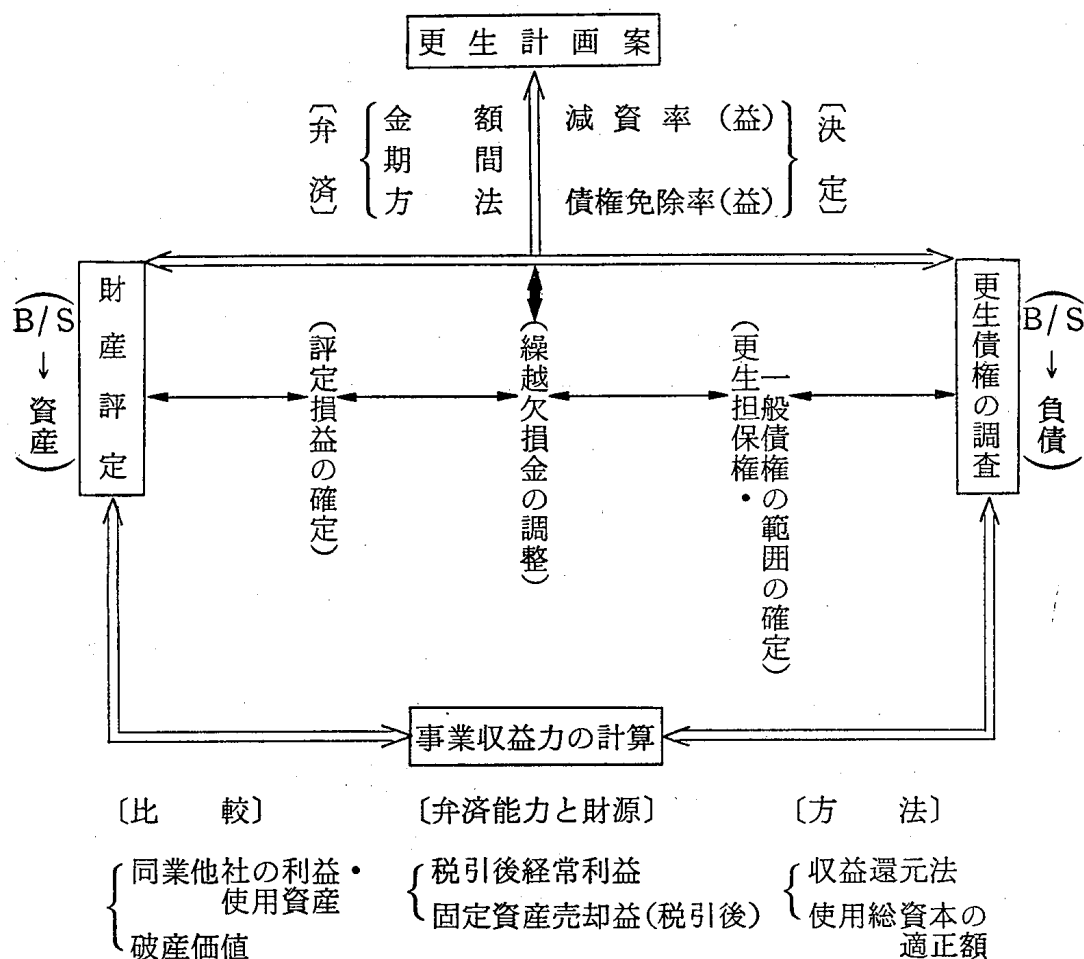 更生計画案
〔弁済〕
金額
期間
方法
減資率(益)
債権免除率(益)
〔決定〕
(B/S→資産)
財産評定
(評定損益の確定)
(繰越欠損金の調整)
(更生担保権・
一般債権の範囲の確定)
更生債権の調査
(B/S→負債)
事業収益力の計算
〔比較〕
同業他社の利益・
使用資産
破産価値
〔弁済能力と財源〕
税引後経常利益
固定資産売却益(税引後)
〔方法〕
収益還元法
使用総資本の
適正額